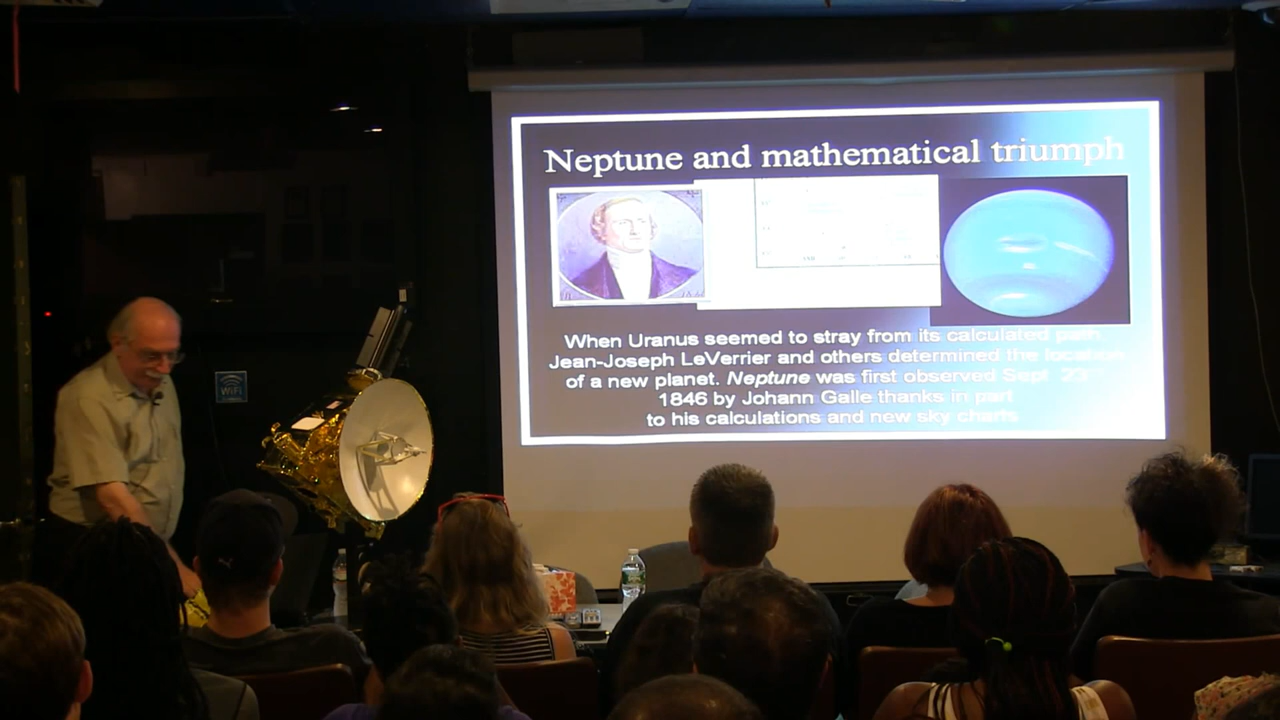 Neptune and mathematical triumph
When Uranus seemed to stray from its calculated path,
Jean-Joseph LeVerrier and others determined the location
of a new planet. Neptune was first observed Sept 23
1846 by Johann Galle thanks in part
to his calculations and new sky charts
WiFi